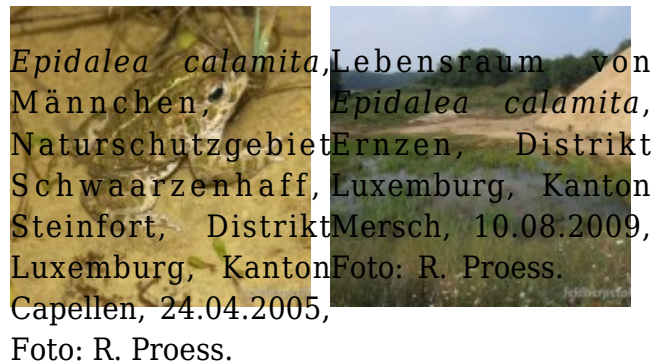 Epidalea calamita,
Männchen,
Naturschutzgebiet
Schwaarzenhaff,
Steinfort, Distrikt
Luxemburg, Kanton
Capellen, 24.04.2005,
Foto: R. Proess.
Lebensraum von
Epidalea calamita,
Ernzen, Distrikt
Luxemburg, Kanton
Mersch, 10.08.2009,
Foto: R. Proess.